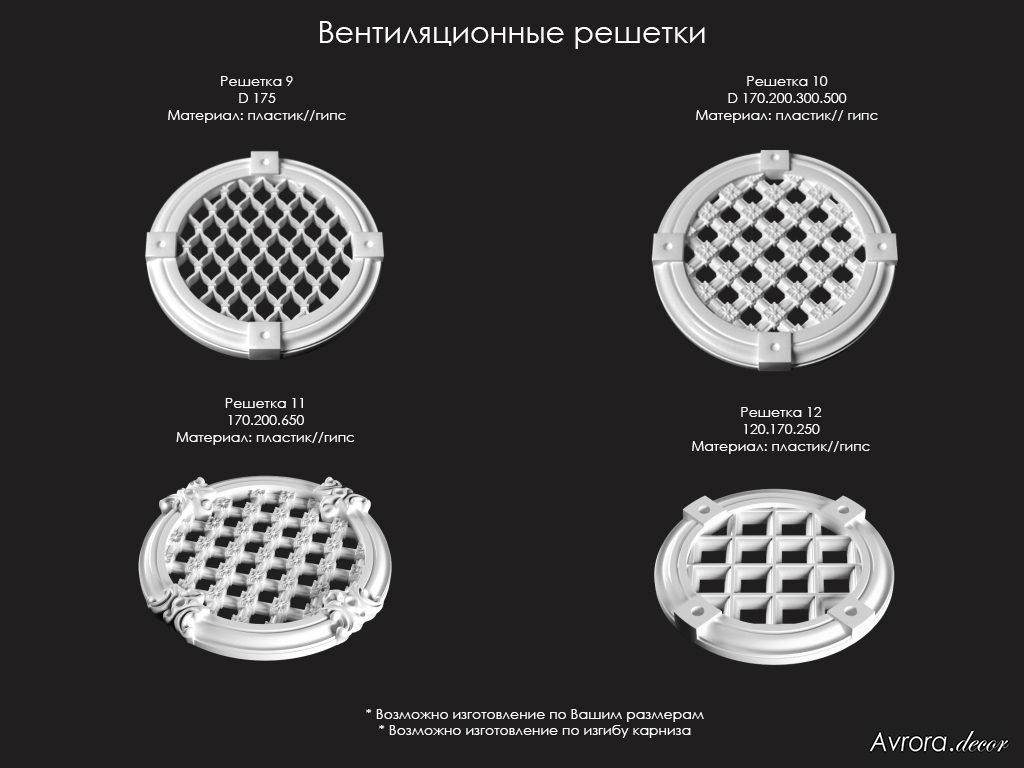 Вентиляционные решетки
Решетка 9
D 175
Материал: пластик//гипс
Решетка 10
D 170.200.300.500
Материал: пластик// гипс
Решетка 11
170.200.650
Материал: пластик//гипс
Решетка 12
120.170.250
Материал: пластик//гипс
* Возможно изготовление по Вашим размерам
* Возможно изготовление по изгибу карниза
Avrora.decor